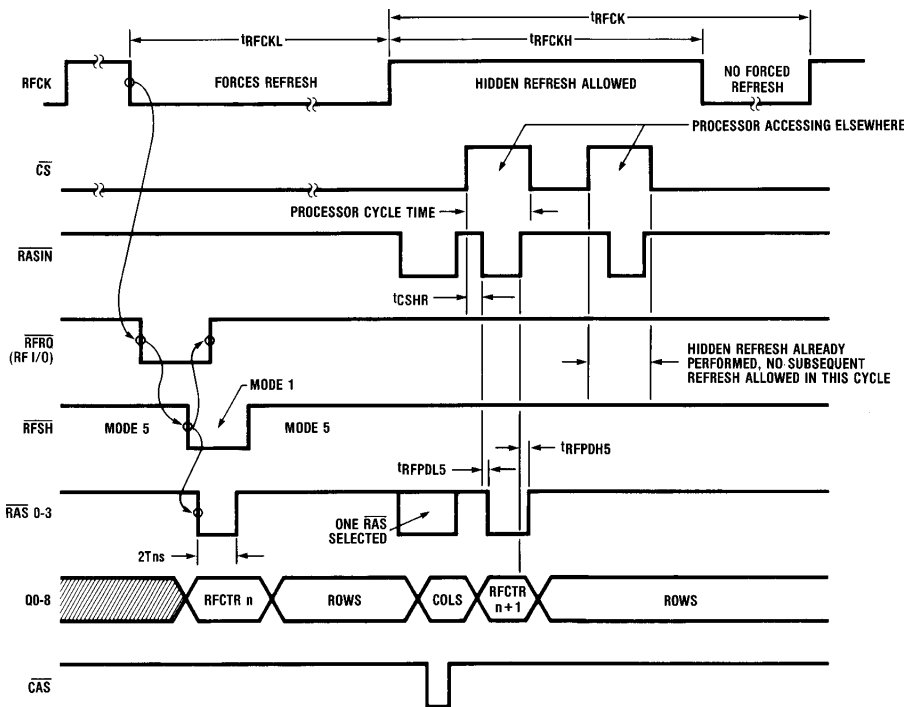 tRFCK
tRFCKL
tRFCKH
RFCK
FORCES REFRESH
HIDDEN REFRESH ALLOWED
NO FORCED
REFRESH
PROCESSOR ACCESSING ELSEWHERE
CS
PROCESSOR CYCLE TIME
RASIN
tCSHR
RFRQ
(RF I/O)
HIDDEN REFRESH ALREADY
PERFORMED, NO SUBSEQUENT
REFRESH ALLOWED IN THIS CYCLE
MODE 1
RFSH
MODE 5
MODE 5
tRFPDH5
tRFPDL5
RAS 0-3
ONE RAS
SELECTED
2Tns
Q0-8
RFCTR n
ROWS
COLS
RFCTR
n+1
ROWS
CAS